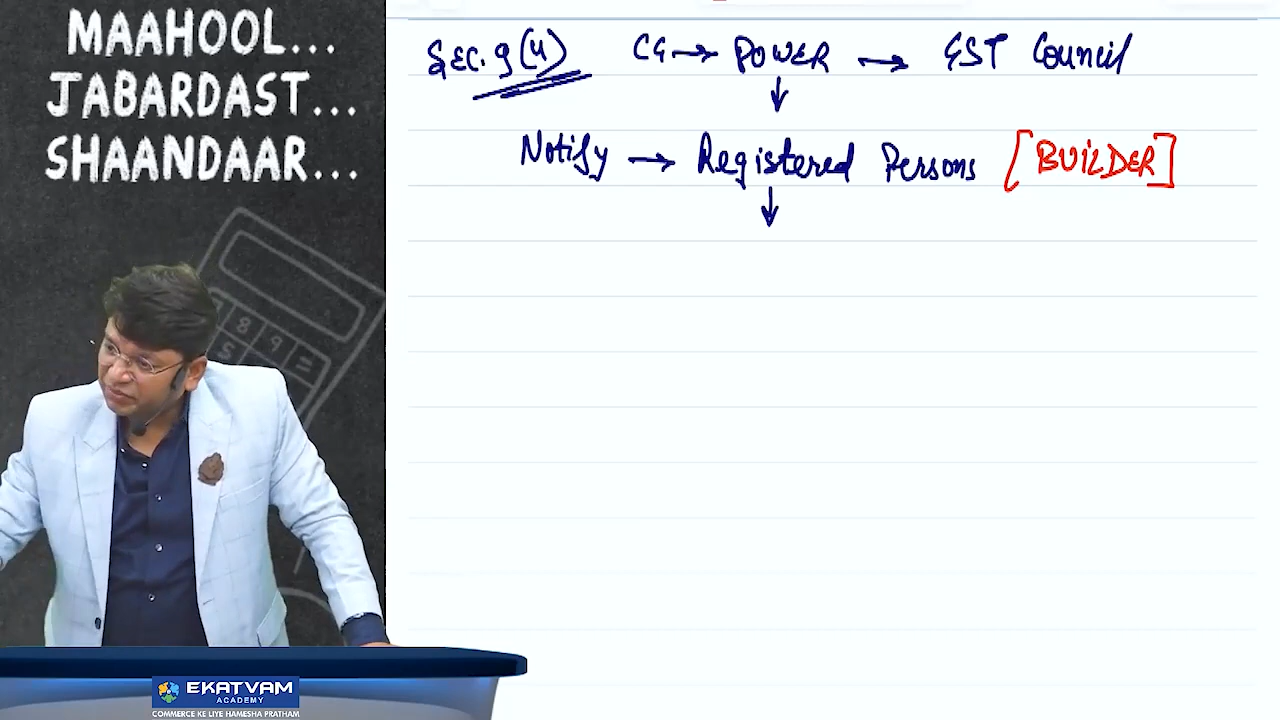 MAAHOOL...
JABARDAST...
SHAANDAAR...
SEC. 9(4) CG → POWER → GST Council
↓
Notify → Registered Persons [BUILDER]
↓
EKATVAM
ACADEMY
COMMERCE KE LIYE HAMESHA PRATHAM